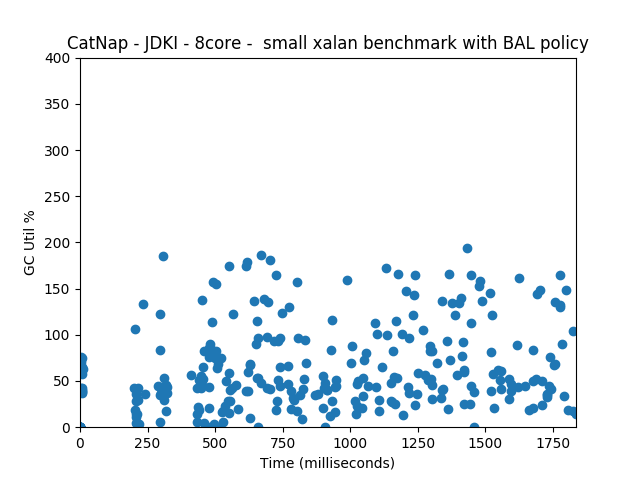 CatNap - JDKI - 8core -  small xalan benchmark with BAL policy
400
350
300
250
200
150
100
50
0
GC Util %
0 250 500 750 1000 1250 1500 1750
Time (milliseconds)